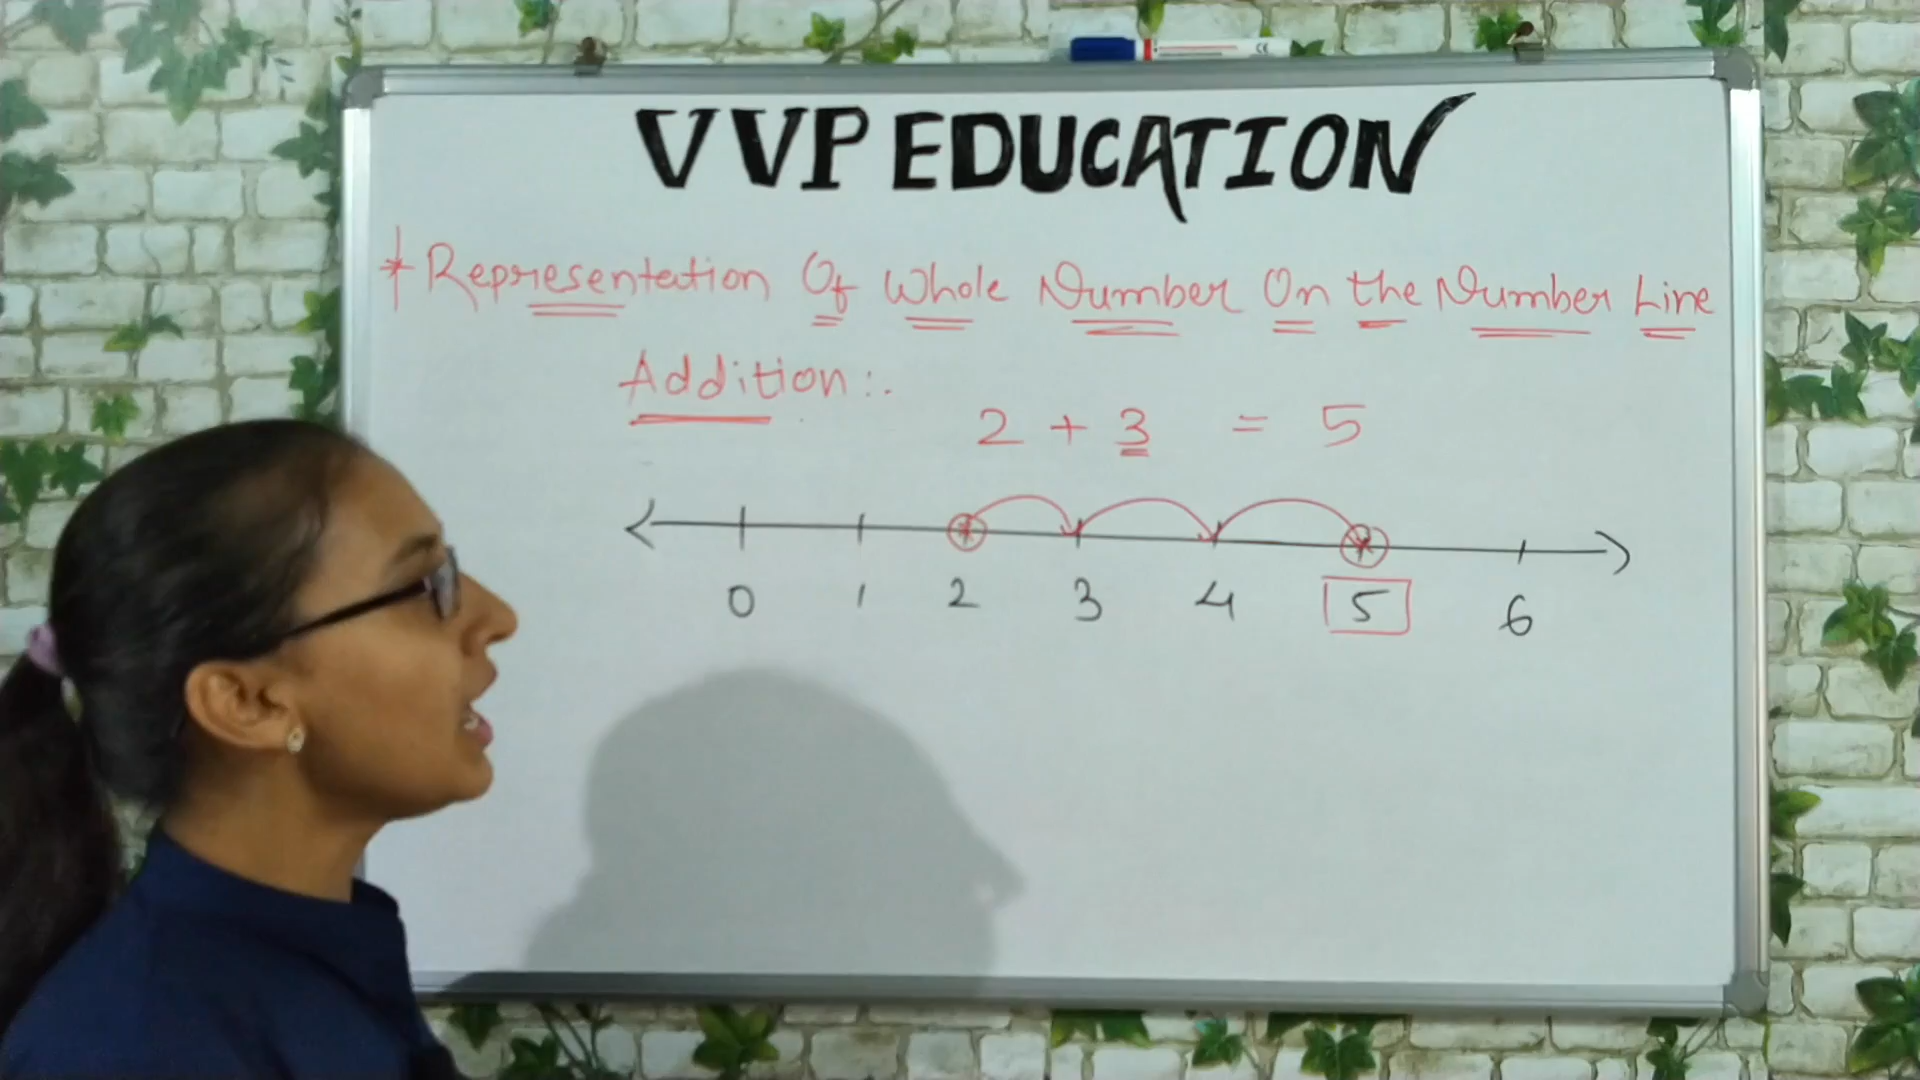 VVP EDUCATION
* Representation Of Whole Number On the Number Line
Addition :.
2 + 3 = 5
0 1 2 3 4 5 6